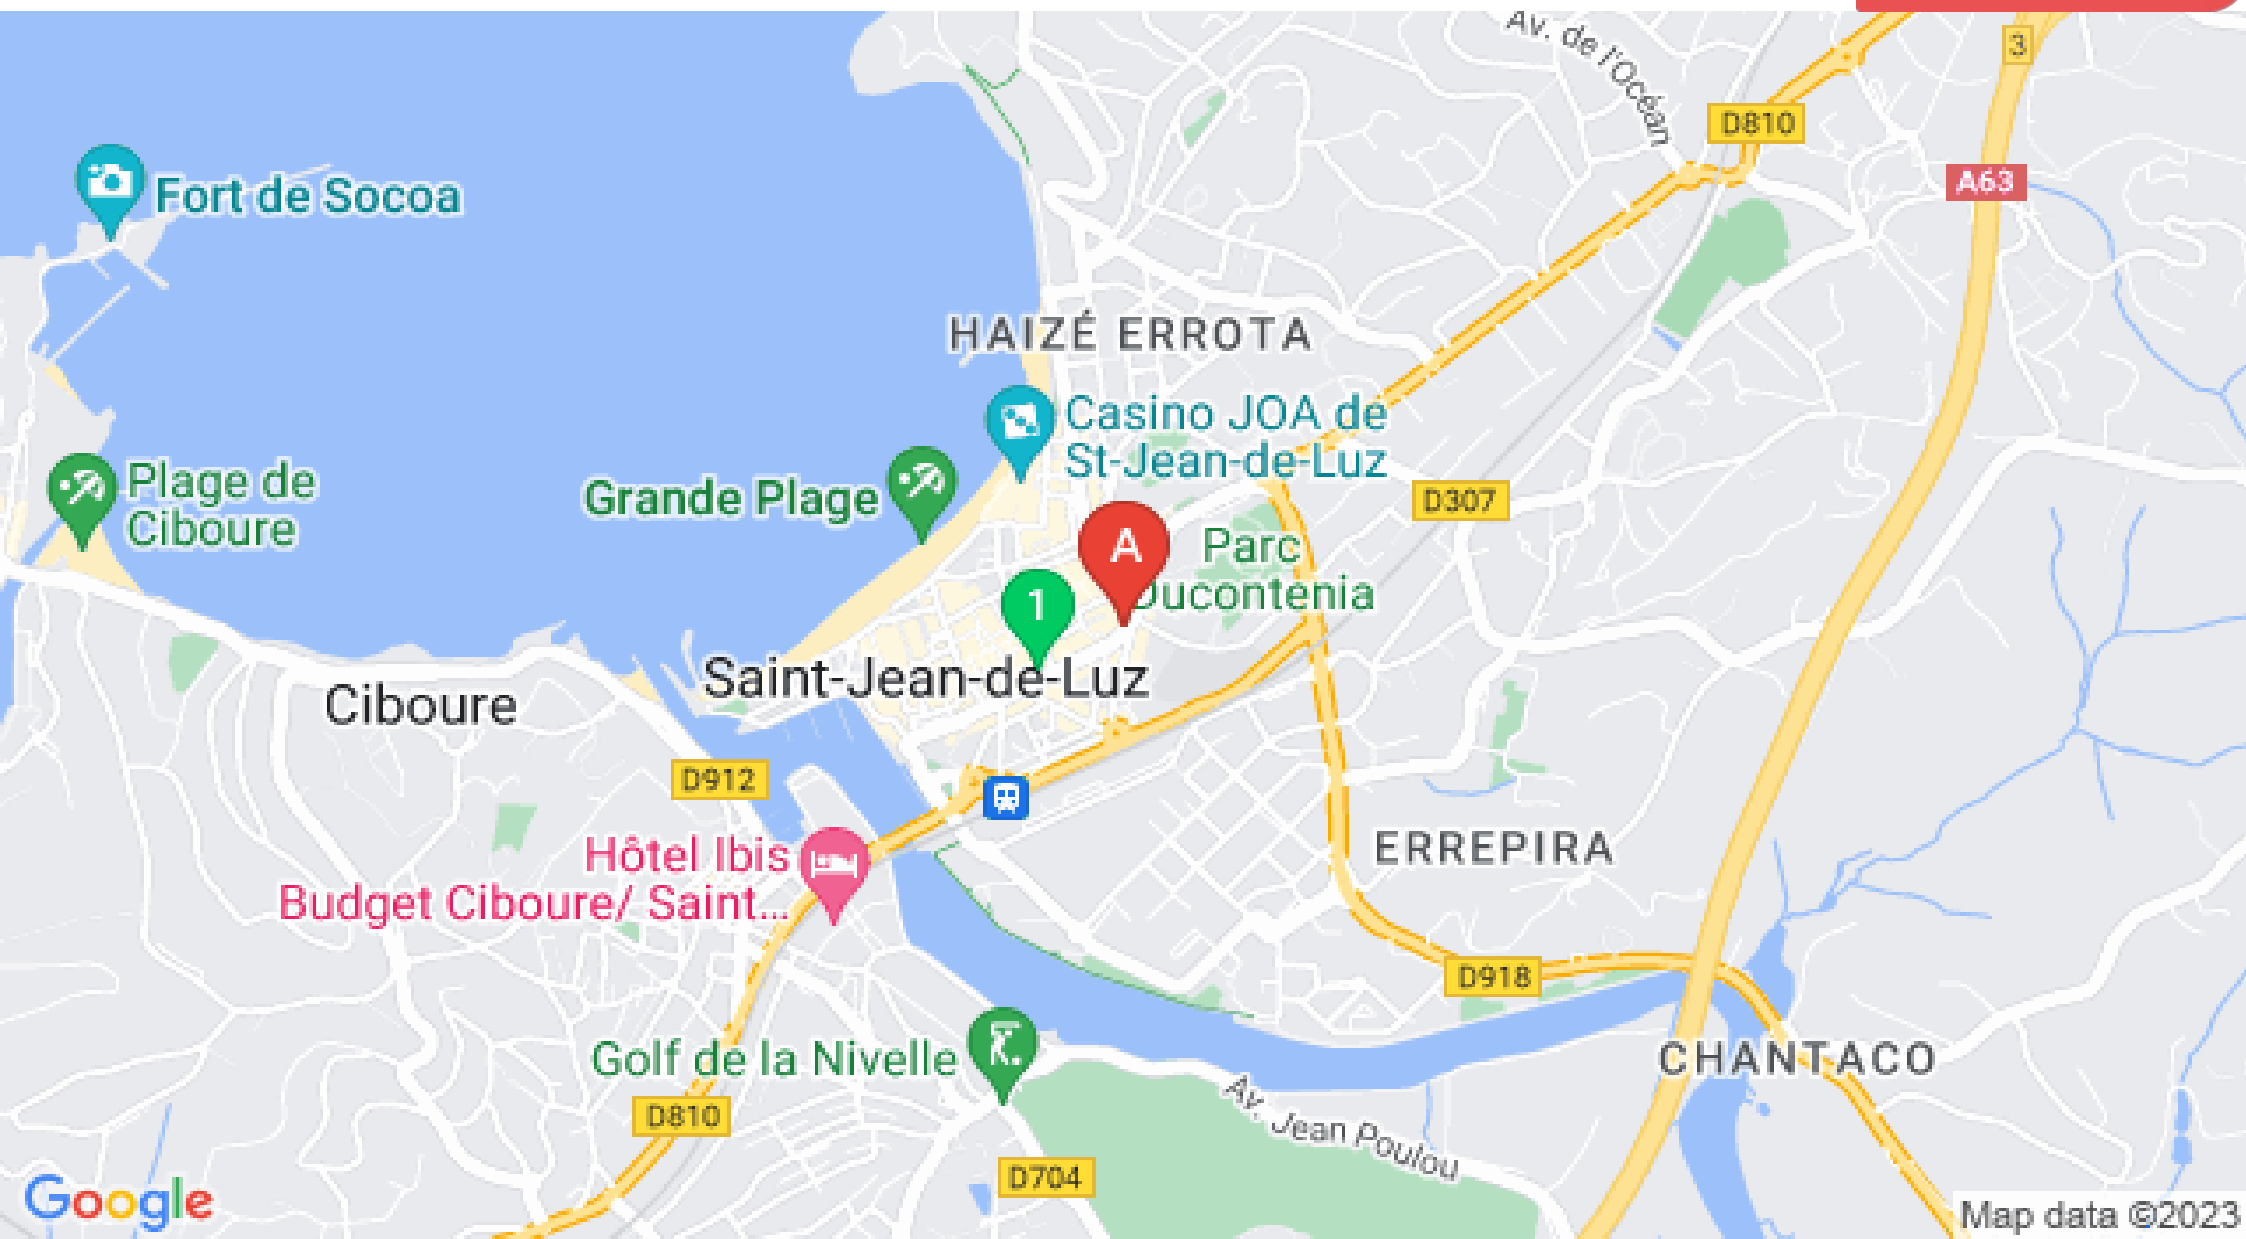 Av. de l'Océan
3
D810
A63
Fort de Socoa
HAIZÉ ERROTA
Casino JOA de
St-Jean-de-Luz
Plage de
Ciboure
Grande Plage
D307
A
Parc
Ducontenia
1
Saint-Jean-de-Luz
Ciboure
D912
Hôtel Ibis
Budget Ciboure/ Saint...
ERREPIRA
D918
Golf de la Nivelle
CHANTACO
Av. Jean Poulou
D810
D704
Google
Map data ©2023